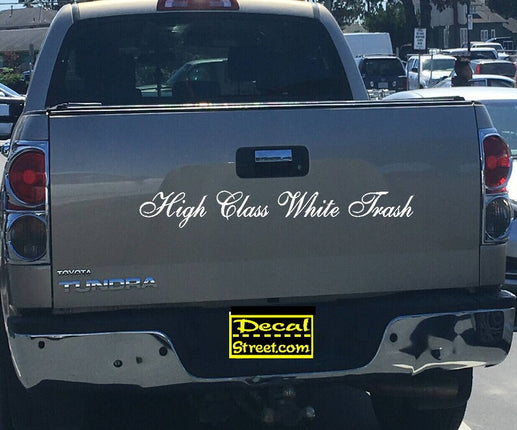 High Class White Trash
TOYOTA
TUNDRA
Decal
Street.com